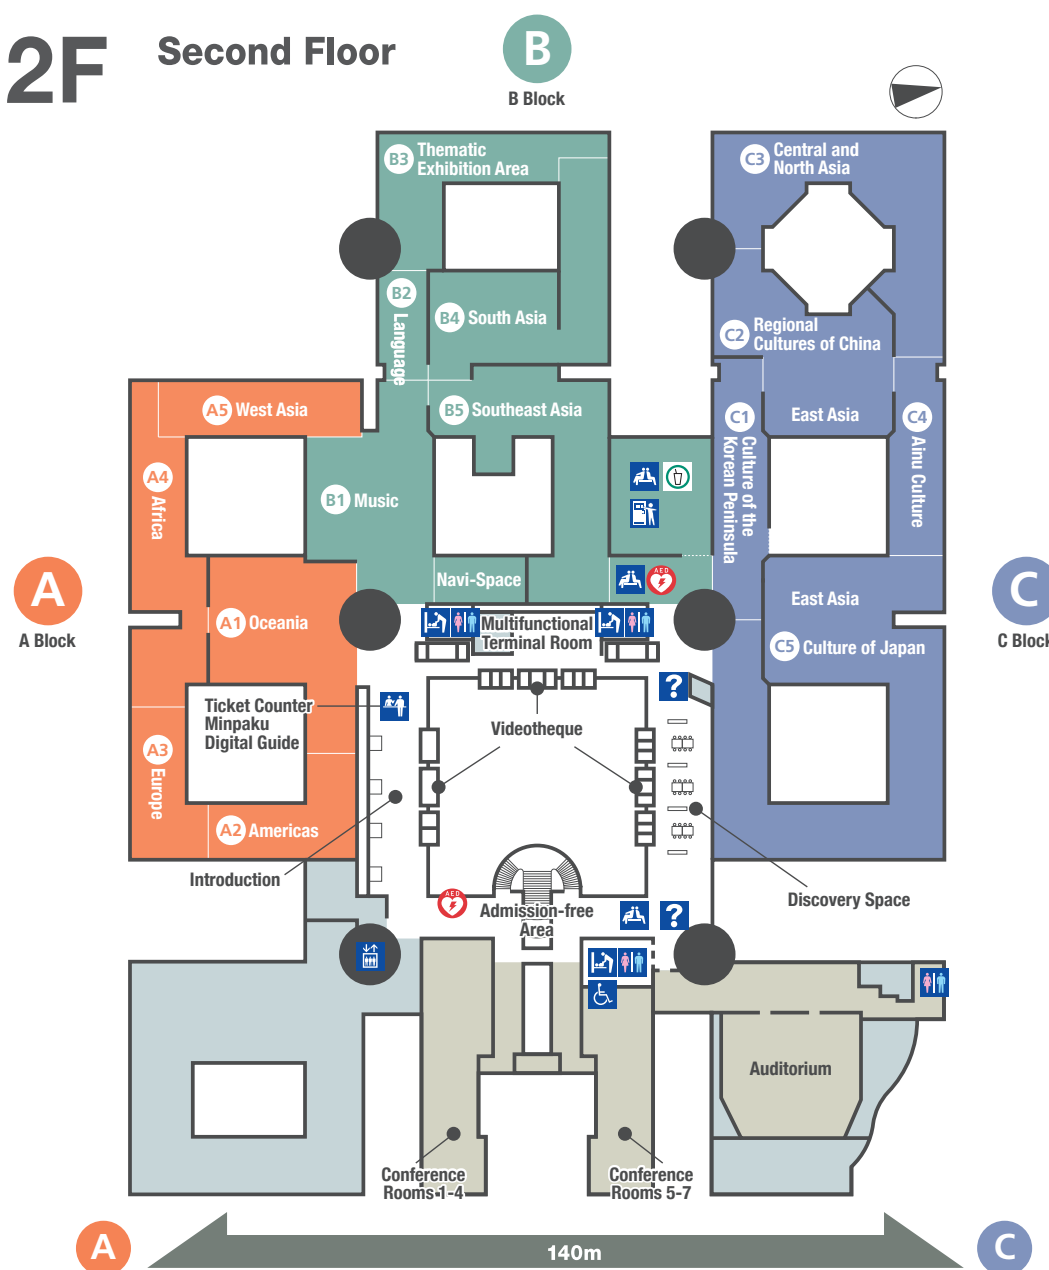 2F
Second Floor
B
B Block
B3 Thematic
Exhibition Area
C3 Central and
North Asia
B2 Language
B4 South Asia
C2 Regional
Cultures of China
A5 West Asia
B5 Southeast Asia
C1 Culture of the
Korean Peninsula
East Asia
C4 Ainu Culture
A4 Africa
B1 Music
A
A Block
Navi-Space
AED
C
C Block
A1 Oceania
Multifunctional
Terminal Room
East Asia
C5 Culture of Japan
?
Ticket Counter
Minpaku
Digital Guide
Videotheque
A3 Europe
A2 Americas
Introduction
Discovery Space
AED
Admission-free
Area
?
Auditorium
Conference
Rooms 1-4
Conference
Rooms 5-7
A
140m
C